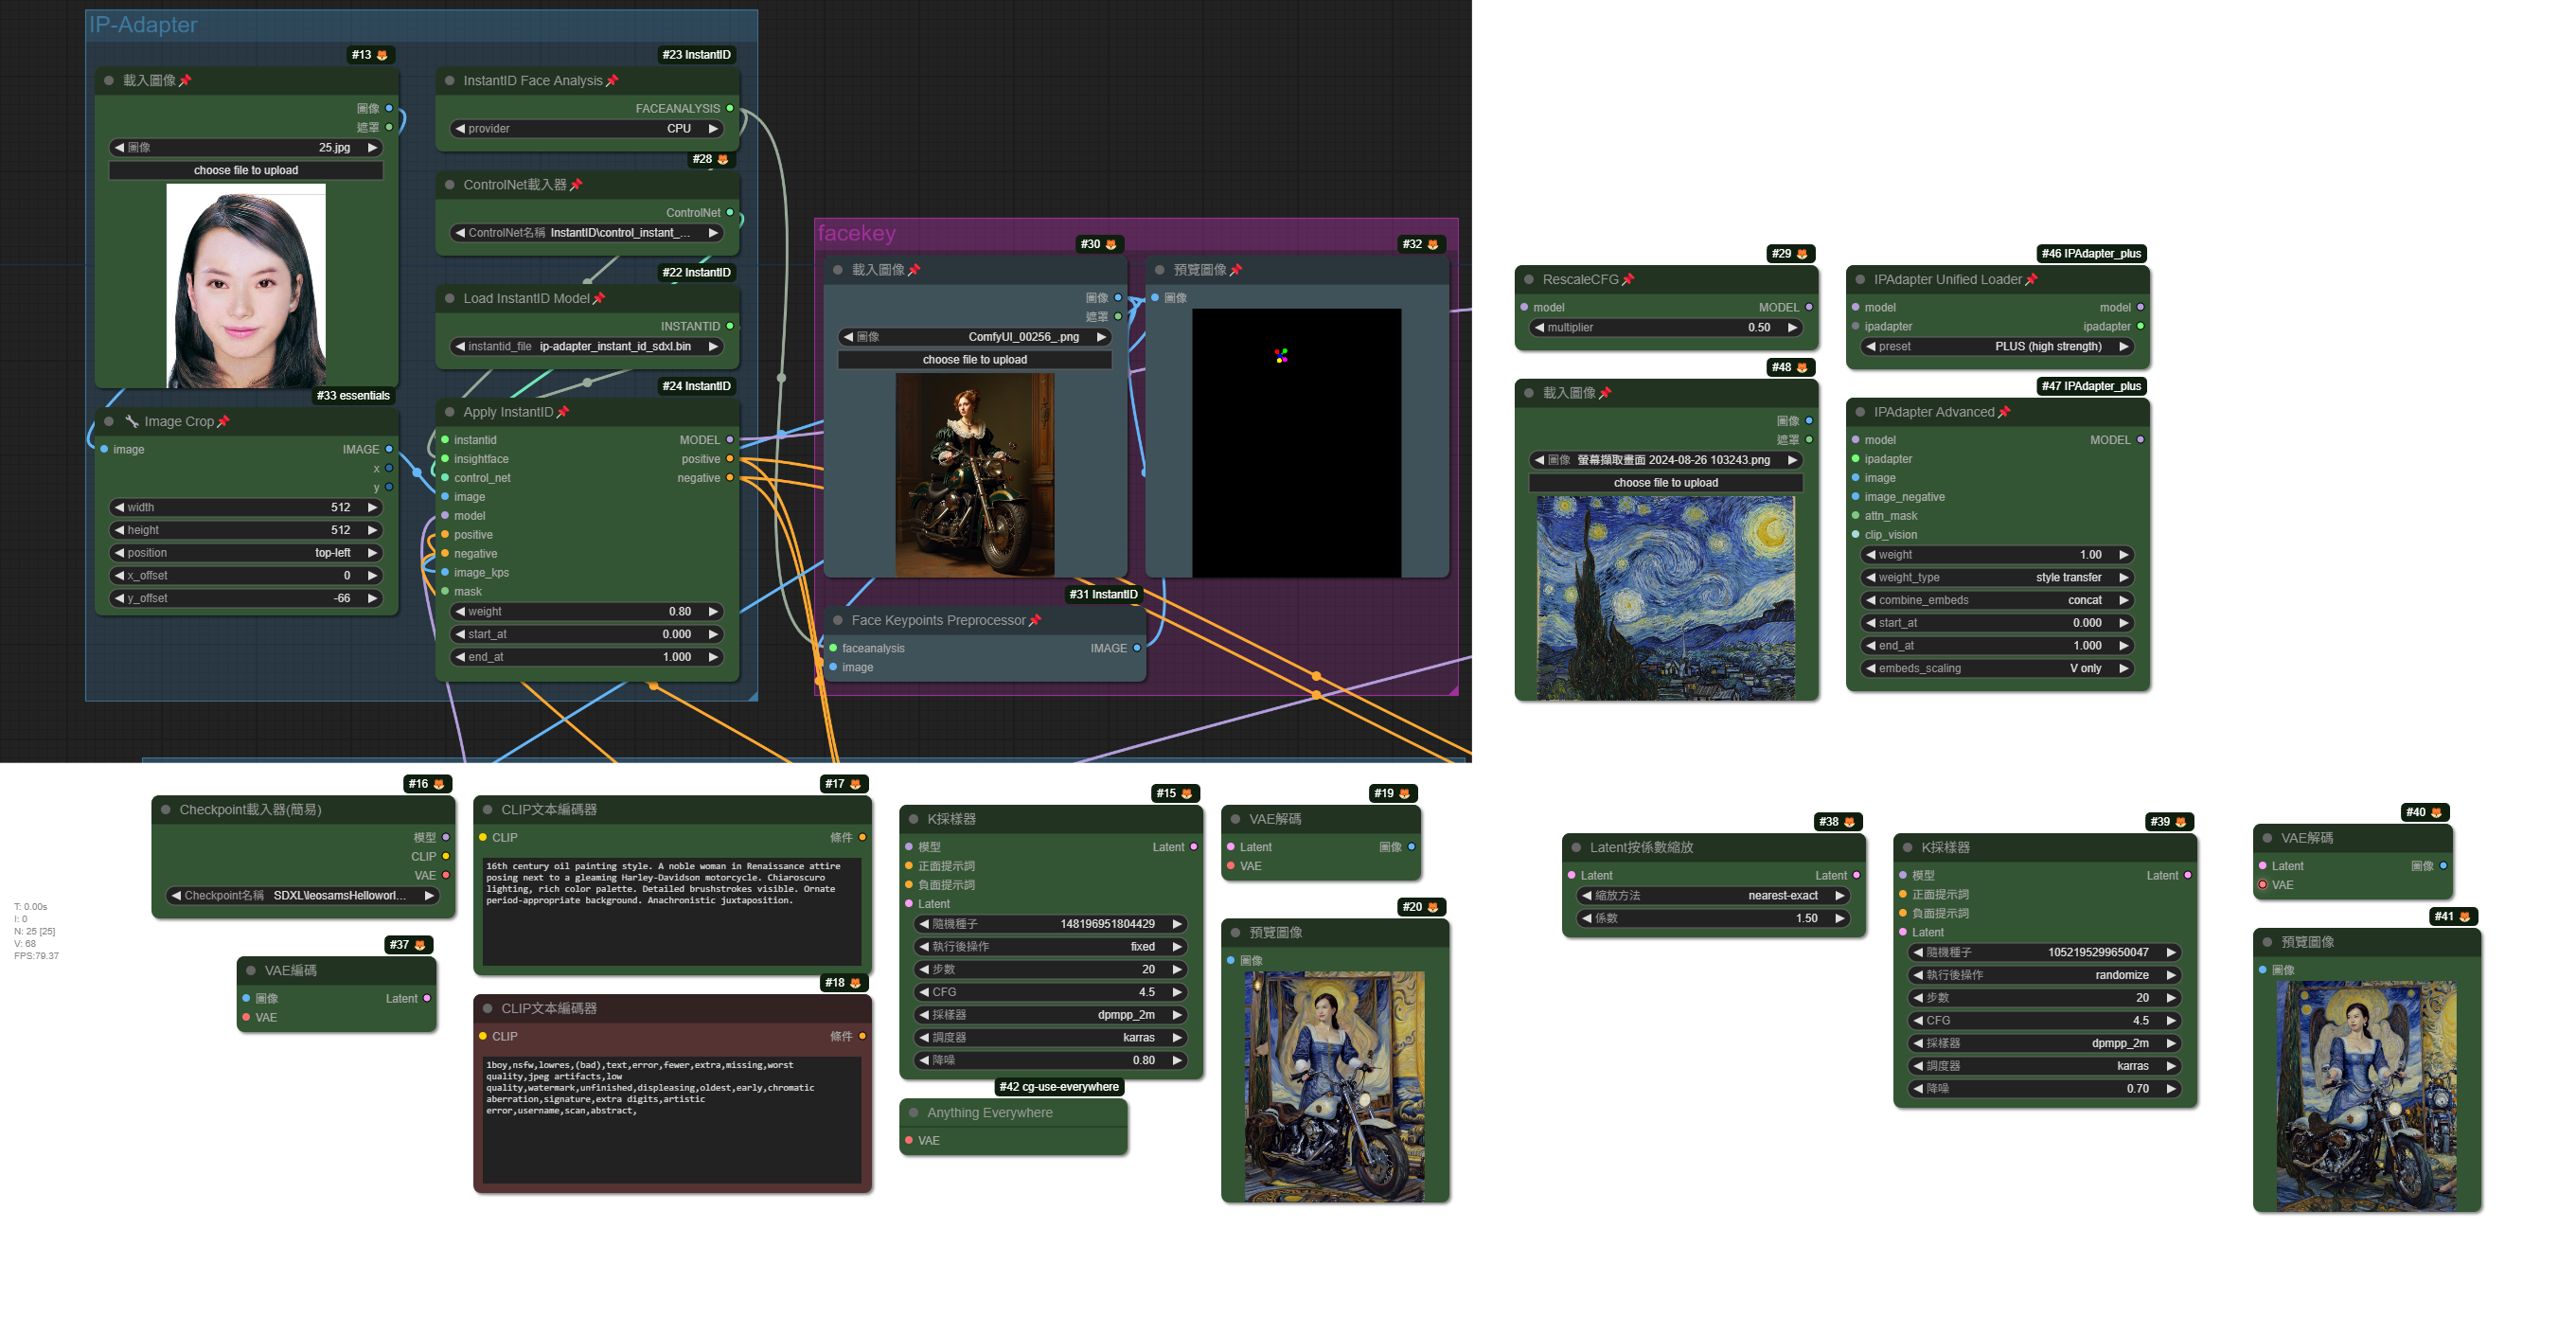 IP-Adapter
#13
載入圖像
圖像
遮罩
圖像 25.jpg
choose file to upload
#33 essentials
Image Crop
image IMAGE
x
y
width 512
height 512
position top-left
x_offset 0
y_offset -66
#23 InstantID
InstantID Face Analysis
FACEANALYSIS
provider CPU
#28
ControlNet載入器
ControlNet
ControlNet名稱 InstantID\control_instant_...
#22 InstantID
Load InstantID Model
INSTANTID
instantid_file ip-adapter_instant_id_sdxl.bin
#24 InstantID
Apply InstantID
instantid MODEL
insightface positive
control_net negative
image
model
positive
negative
image_kps
mask
weight 0.80
start_at 0.000
end_at 1.000
facekey
#30
載入圖像
圖像
遮罩
圖像 ComfyUI_00256_.png
choose file to upload
#32
預覽圖像
圖像
#31 InstantID
Face Keypoints Preprocessor
faceanalysis IMAGE
image
#29
RescaleCFG
model MODEL
multiplier 0.50
#48
載入圖像
圖像
遮罩
圖像 螢幕擷取畫面 2024-08-26 103243.png
choose file to upload
#46 IPAdapter_plus
IPAdapter Unified Loader
model model
ipadapter ipadapter
preset PLUS (high strength)
#47 IPAdapter_plus
IPAdapter Advanced
model MODEL
ipadapter
image
image_negative
attn_mask
clip_vision
weight 1.00
weight_type style transfer
combine_embeds concat
start_at 0.000
end_at 1.000
embeds_scaling V only
T: 0.00s
I: 0
N: 25 [25]
V: 68
FPS:79.37
#16
Checkpoint載入器(簡易)
模型
CLIP
VAE
Checkpoint名稱 SDXL\leosamsHelloworl...
#37
VAE編碼
圖像 Latent
VAE
#17
CLIP文本編碼器
CLIP 條件
16th century oil painting style. A noble woman in Renaissance attire
posing next to a gleaming Harley-Davidson motorcycle. Chiaroscuro
lighting, rich color palette. Detailed brushstrokes visible. Ornate
period-appropriate background. Anachronistic juxtaposition.
#18
CLIP文本編碼器
CLIP 條件
1boy,nsfw,lowres,(bad),text,error,fewer,extra,missing,worst
quality,jpeg artifacts,low
quality,watermark,unfinished,displeasing,oldest,early,chromatic
aberration,signature,extra digits,artistic
error,username,scan,abstract,
#15
K採樣器
模型 Latent
正面提示詞
負面提示詞
Latent
隨機種子 148196951804429
執行後操作 fixed
步數 20
CFG 4.5
採樣器 dpmpp_2m
調度器 karras
降噪 0.80
#42 cg-use-everywhere
Anything Everywhere
VAE
#19
VAE解碼
Latent 圖像
VAE
#20
預覽圖像
圖像
#38
Latent按係數縮放
Latent Latent
縮放方法 nearest-exact
係數 1.50
#39
K採樣器
模型 Latent
正面提示詞
負面提示詞
Latent
隨機種子 1052195299650047
執行後操作 randomize
步數 20
CFG 4.5
採樣器 dpmpp_2m
調度器 karras
降噪 0.70
#40
VAE解碼
Latent 圖像
VAE
#41
預覽圖像
圖像